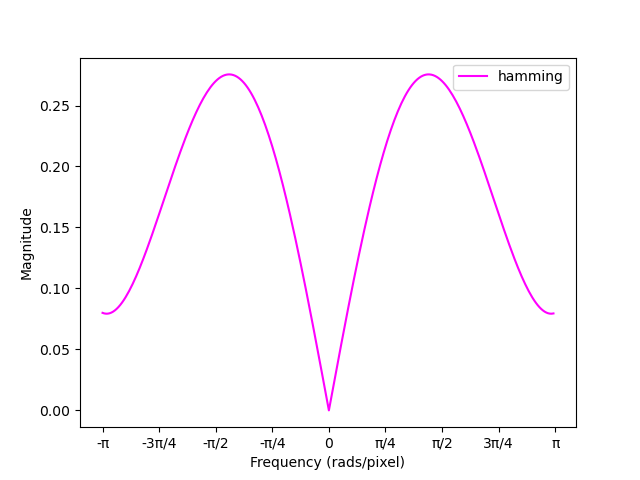 hamming
Magnitude
0.25
0.20
0.15
0.10
0.05
0.00
-π -3π/4 -π/2 -π/4 0 π/4 π/2 3π/4 π
Frequency (rads/pixel)